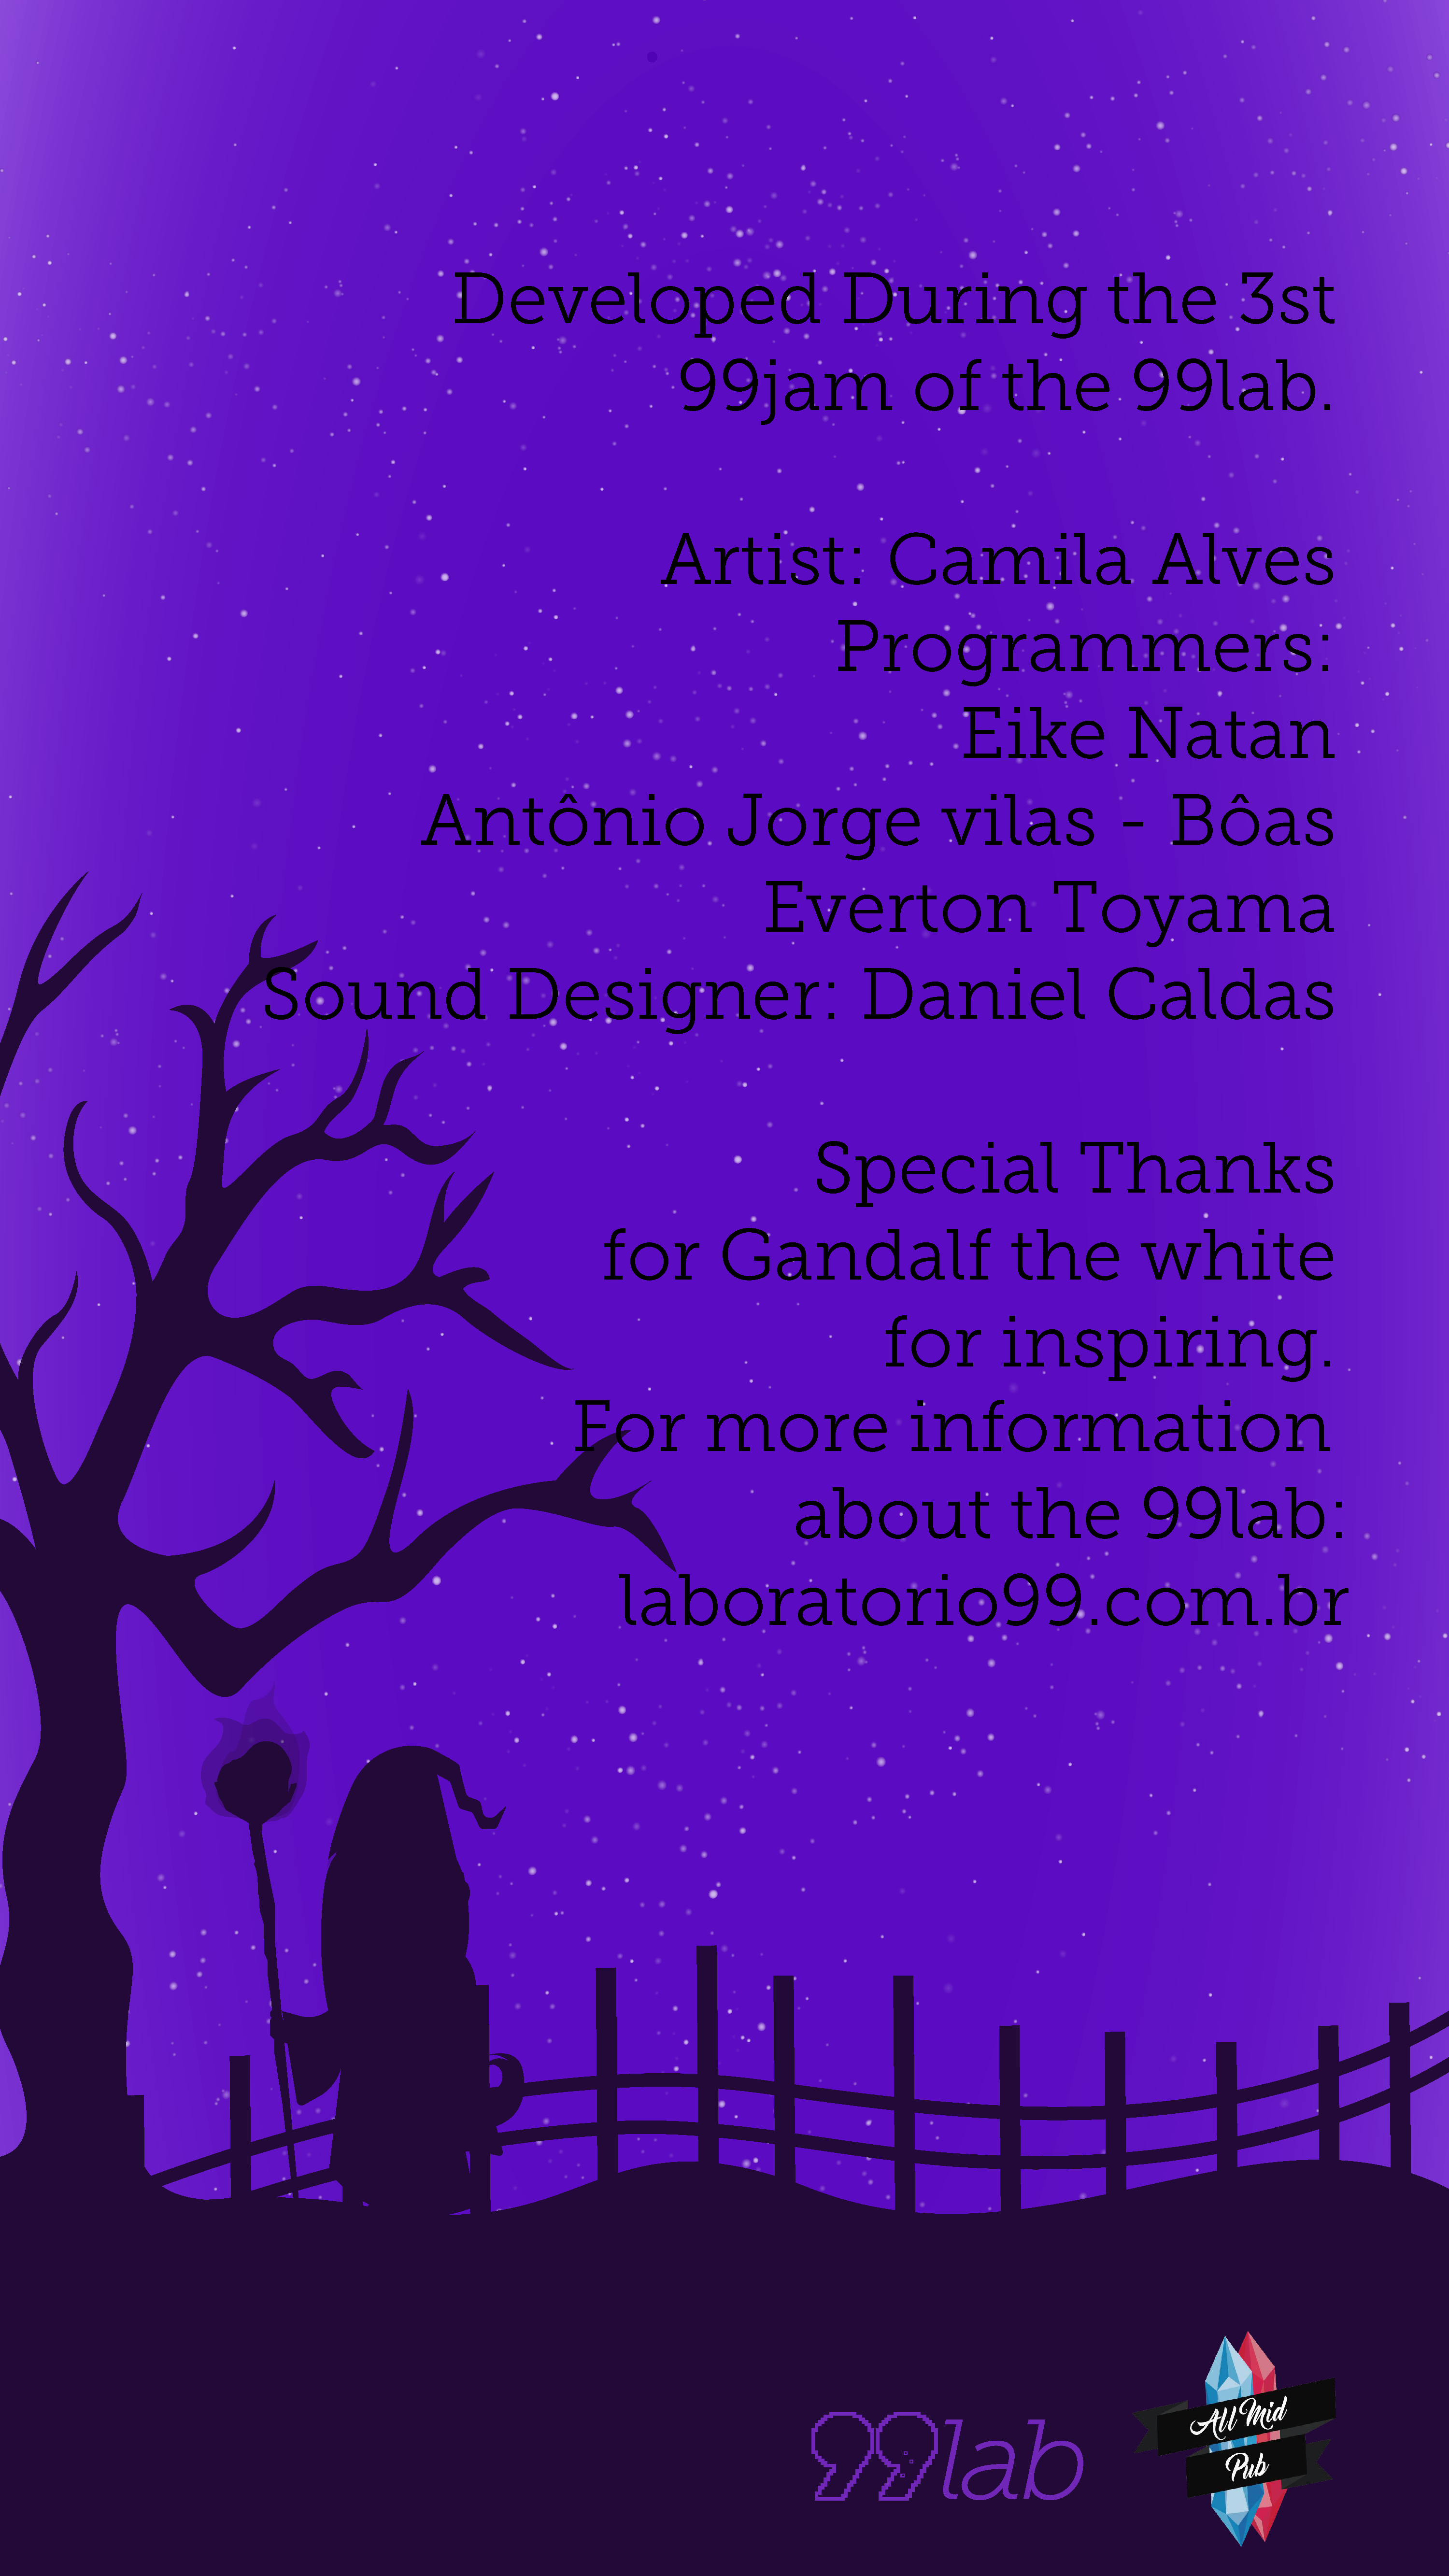 Developed During the 3st
99jam of the 99lab.
Artist: Camila Alves
Programmers:
Eike Natan
Antônio Jorge vilas - Bôas
Everton Toyama
Sound Designer: Daniel Caldas
Special Thanks
for Gandalf the white
for inspiring.
For more information
about the 99lab:
laboratorio99.com.br
99lab
All Mid
Pub